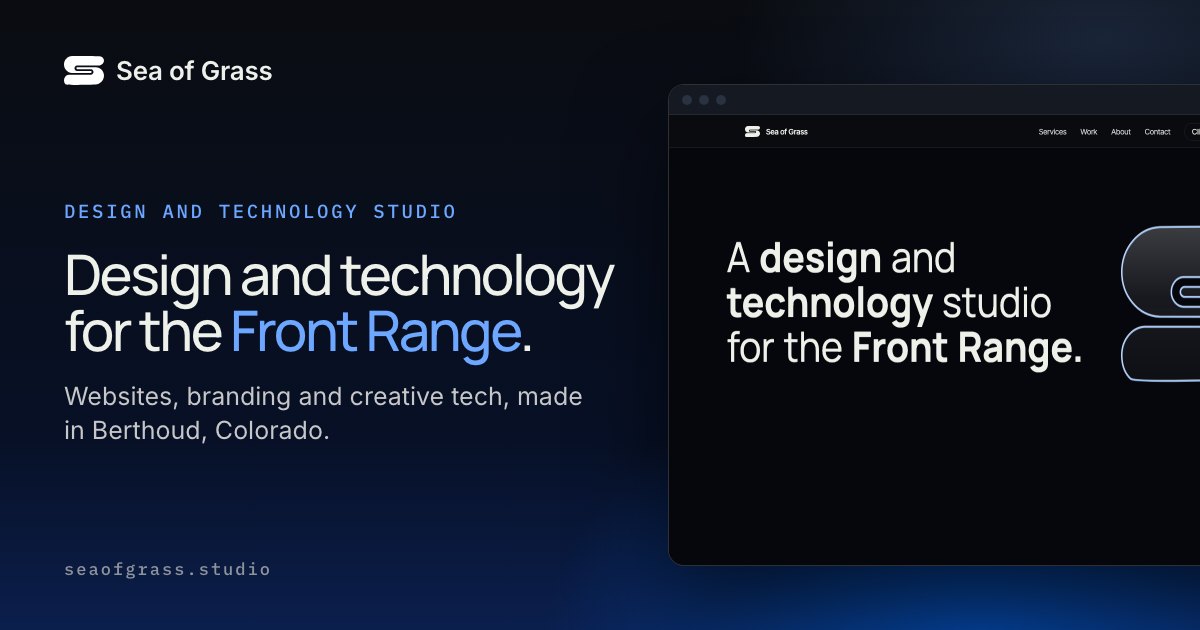 Sea of Grass
DESIGN AND TECHNOLOGY STUDIO
Design and technology
for the Front Range.
Websites, branding and creative tech, made
in Berthoud, Colorado.
seaofgrass.studio
Sea of Grass
Services Work About Contact
A design and
technology studio
for the Front Range.